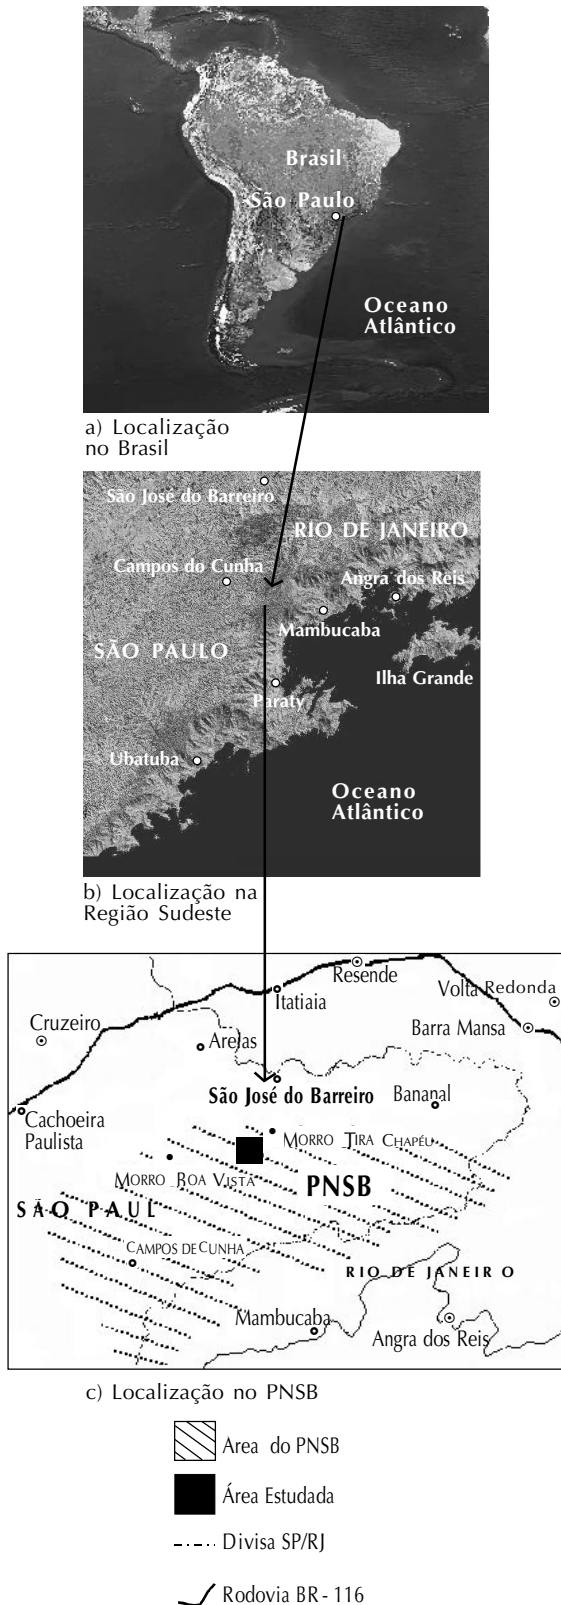 Brasil
São Paulo
Oceano
Atlântico
a) Localização
no Brasil
São José do Barreiro
RIO DE JANEIRO
Campos do Cunha
Angra dos Reis
Mambucaba
SÃO PAULO
Ilha Grande
Paraty
Ubatuba
Oceano
Atlântico
b) Localização na
Região Sudeste
Resende
Itatiaia
Volta Redonda
Cruzeiro
Barra Mansa
Areias
São José do Barreiro
Bananal
Cachoeira
Paulista
MORRO TIRA CHAPÉU
MORRO BOA VISTA
PNSB
SÃO PAUL
CAMPOS DE CUNHA
RIO DE JANEIRO
Mambucaba
Angra dos Reis
c) Localização no PNSB
Area do PNSB
Área Estudada
Divisa SP/RJ
Rodovia BR - 116